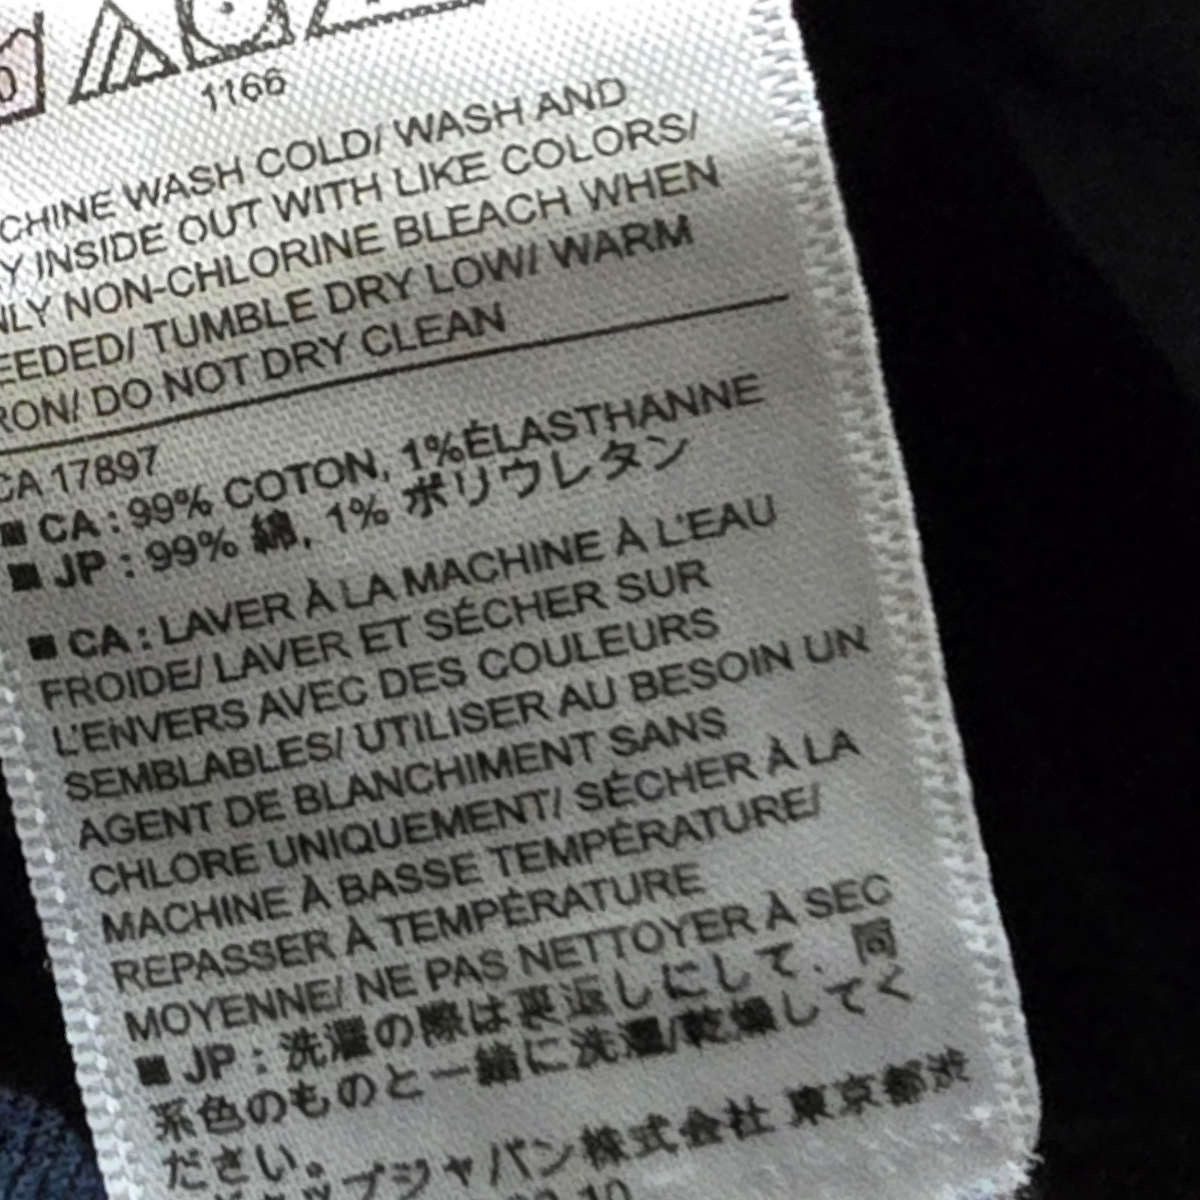 1166
CHINE WASH COLD/ WASH AND
Y INSIDE OUT WITH LIKE COLORS/
NLY NON-CHLORINE BLEACH WHEN
EEDED/ TUMBLE DRY LOW/ WARM
RON/ DO NOT DRY CLEAN
CA 17897
■ CA : 99% COTON, 1%ÉLASTHANNE
■ JP : 99% 綿, 1% ポリウレタン
■ CA : LAVER À LA MACHINE À L'EAU
FROIDE/ LAVER ET SÉCHER SUR
L'ENVERS AVEC DES COULEURS
SEMBLABLES/ UTILISER AU BESOIN UN
AGENT DE BLANCHIMENT SANS
CHLORE UNIQUEMENT/ SÉCHER À LA
MACHINE À BASSE TEMPÉRATURE/
REPASSER À TEMPÉRATURE
MOYENNE/ NE PAS NETTOYER À SEC
■ JP : 洗濯の際は裏返しにして、同
系色のものと一緒に洗濯/乾燥してく
ださい。
ップジャパン株式会社 東京都渋